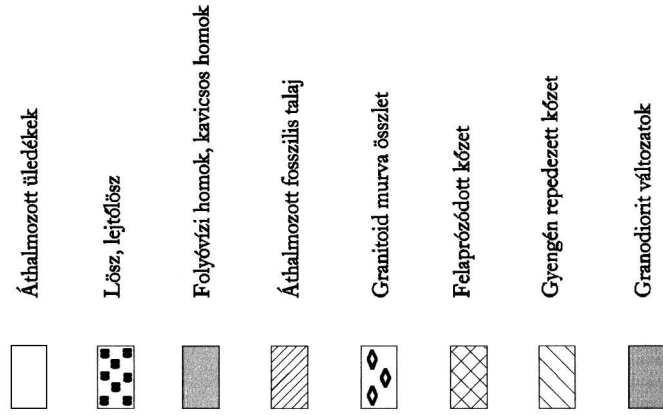 Áthalmozott üledékek
Lösz, lejtőlösz
Folyóvízi homok, kavicsos homok
Áthalmozott fosszilis talaj
Granitoid murva összlet
Felaprózódott kőzet
Gyengén repedezett kőzet
Granodiorit változatok